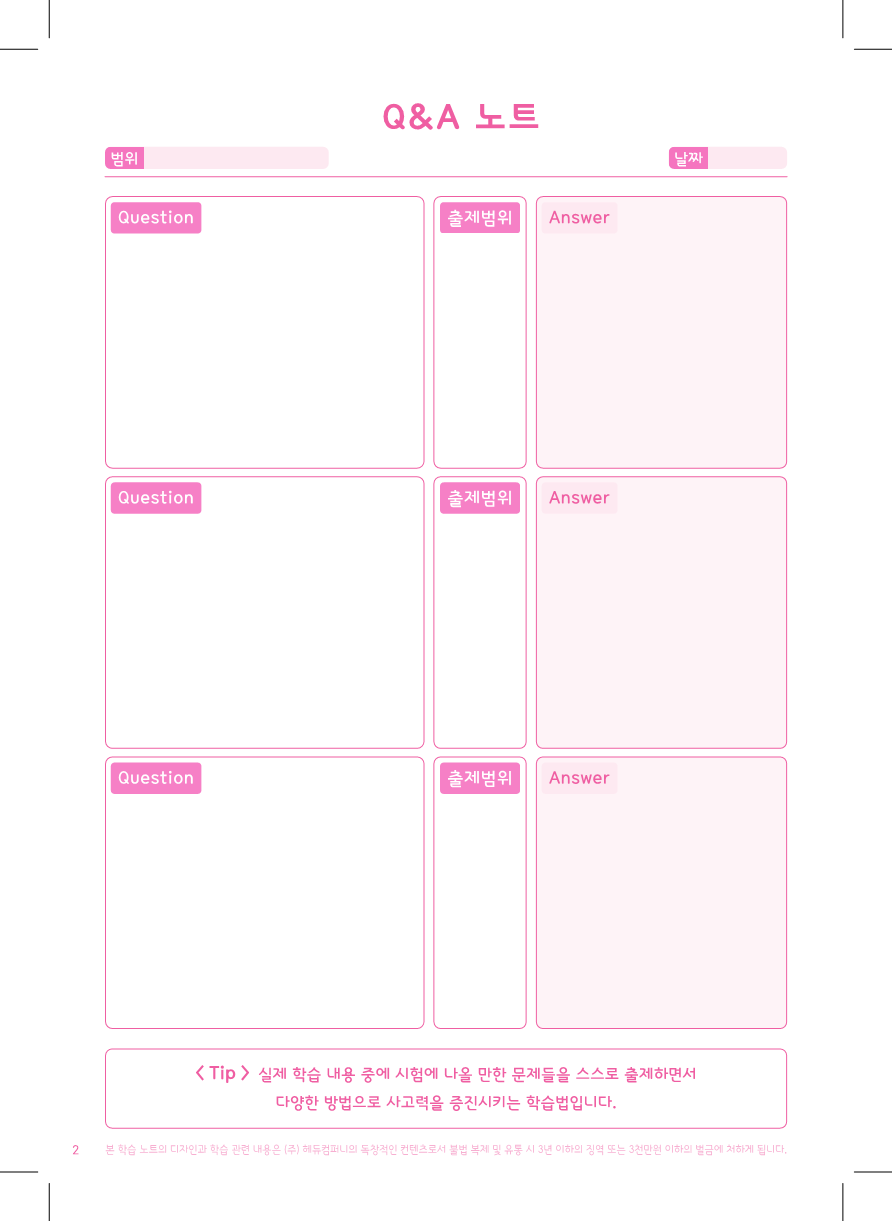 Q&A 노트
범위 날짜
Question 출제범위 Answer
Question 출제범위 Answer
Question 출제범위 Answer
< Tip > 실제 학습 내용 중에 시험에 나올 만한 문제들을 스스로 출제하면서
다양한 방법으로 사고력을 증진시키는 학습법입니다.
2 본 학습 노트의 디자인과 학습 관련 내용은 (주) 헤듀컴퍼니의 독창적인 컨텐츠로서 불법 복제 및 유통 시 3년 이하의 징역 또는 3천만원 이하의 벌금에 처하게 됩니다.